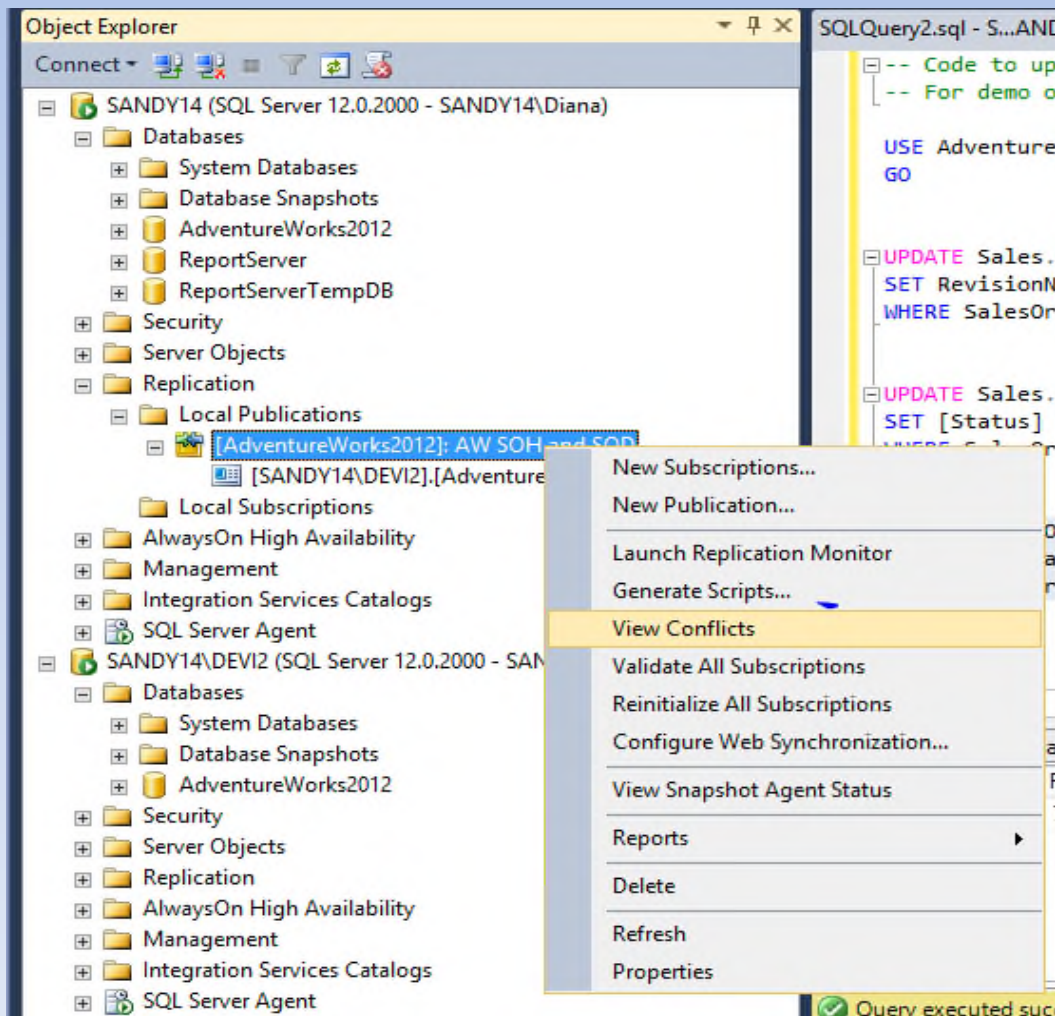 Object Explorer
Connect
SANDY14 (SQL Server 12.0.2000 - SANDY14\Diana)
Databases
System Databases
Database Snapshots
AdventureWorks2012
ReportServer
ReportServerTempDB
Security
Server Objects
Replication
Local Publications
[AdventureWorks2012]: AW SOH and SOD
[SANDY14\DEVI2].[Adventure
Local Subscriptions
AlwaysOn High Availability
Management
Integration Services Catalogs
SQL Server Agent
SANDY14\DEVI2 (SQL Server 12.0.2000 - SAN
Databases
System Databases
Database Snapshots
AdventureWorks2012
Security
Server Objects
Replication
AlwaysOn High Availability
Management
Integration Services Catalogs
SQL Server Agent
New Subscriptions...
New Publication...
Launch Replication Monitor
Generate Scripts...
View Conflicts
Validate All Subscriptions
Reinitialize All Subscriptions
Configure Web Synchronization...
View Snapshot Agent Status
Reports
Delete
Refresh
Properties
SQLQuery2.sql - S...AND
-- Code to up
-- For demo o
USE Adventure
GO
UPDATE Sales.
SET RevisionN
WHERE SalesOr
UPDATE Sales.
SET [Status]
Query executed suc